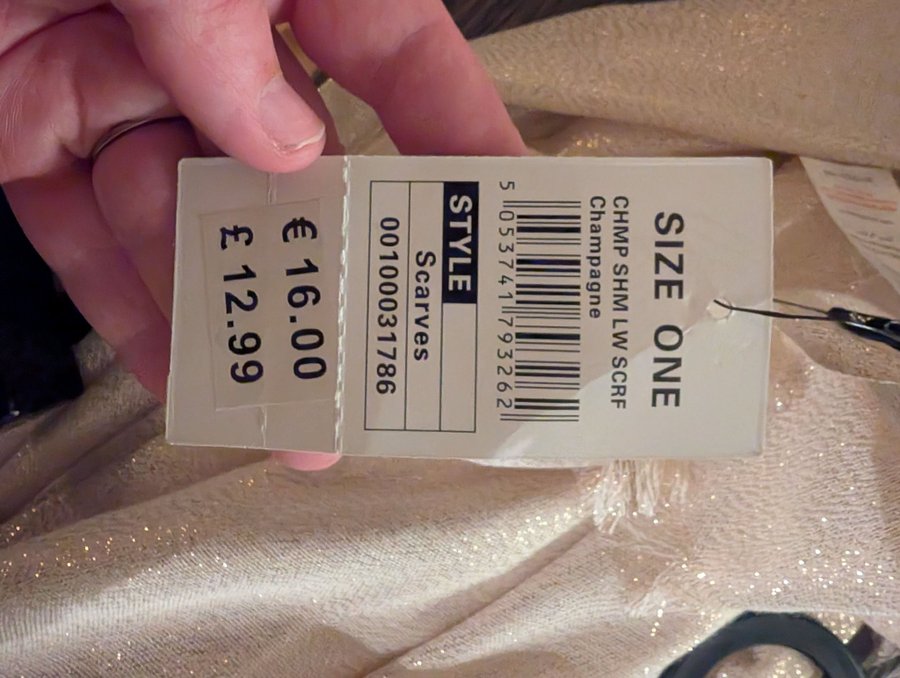 SIZE ONE
CHMP SHM LW SCRF
Champagne
5 053741 793262
STYLE
Scarves
00100031786
€ 16.00
£ 12.99